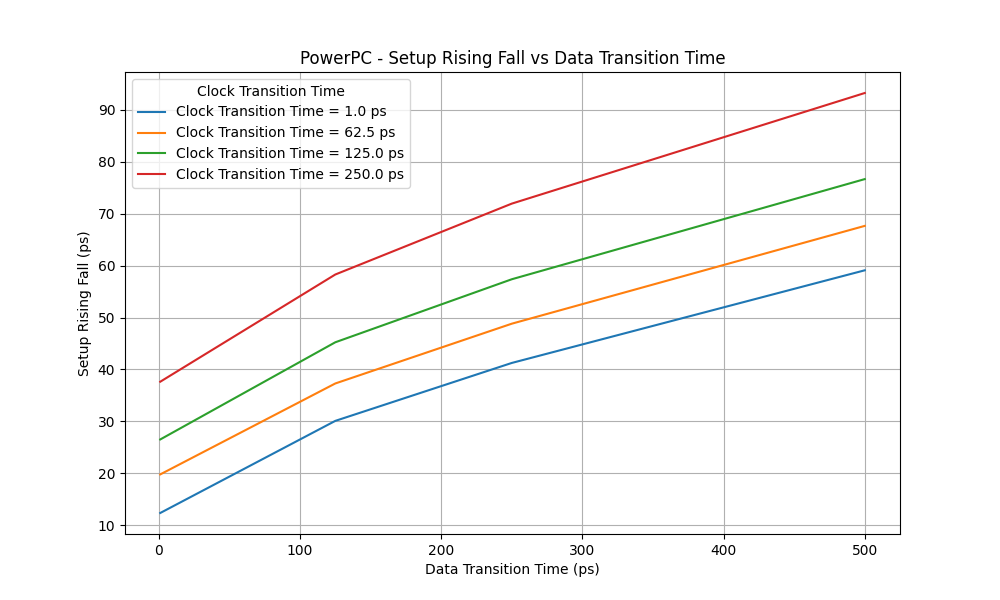 PowerPC - Setup Rising Fall vs Data Transition Time
Clock Transition Time
Clock Transition Time = 1.0 ps
Clock Transition Time = 62.5 ps
Clock Transition Time = 125.0 ps
Clock Transition Time = 250.0 ps
Setup Rising Fall (ps)
90
80
70
60
50
40
30
20
10
0 100 200 300 400 500
Data Transition Time (ps)